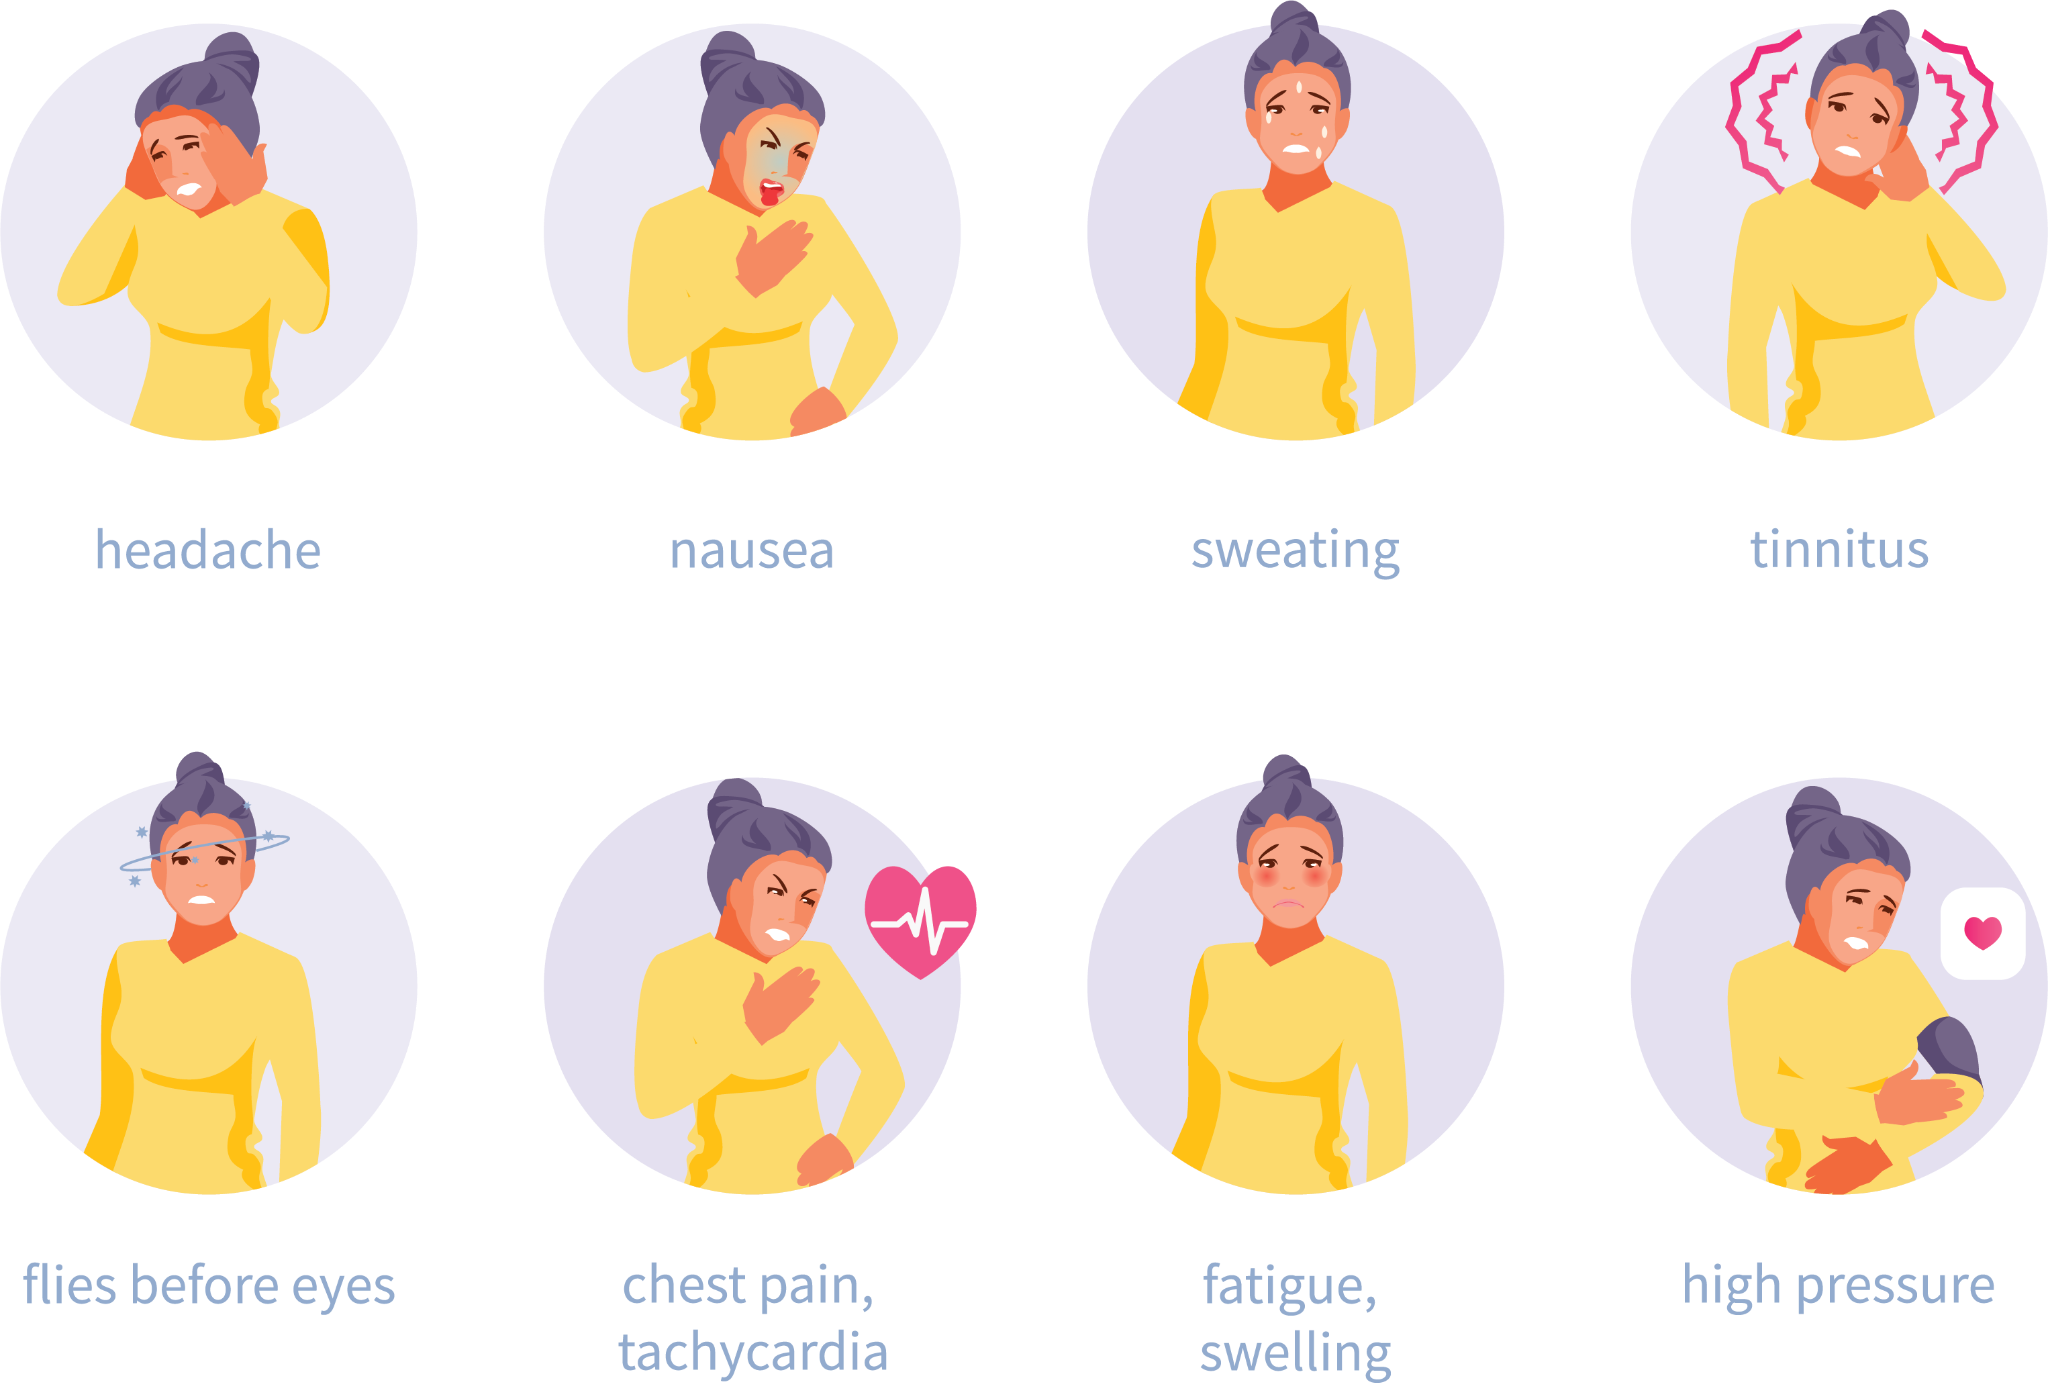 headache
nausea
sweating
tinnitus
flies before eyes
chest pain,
tachycardia
fatigue,
swelling
high pressure